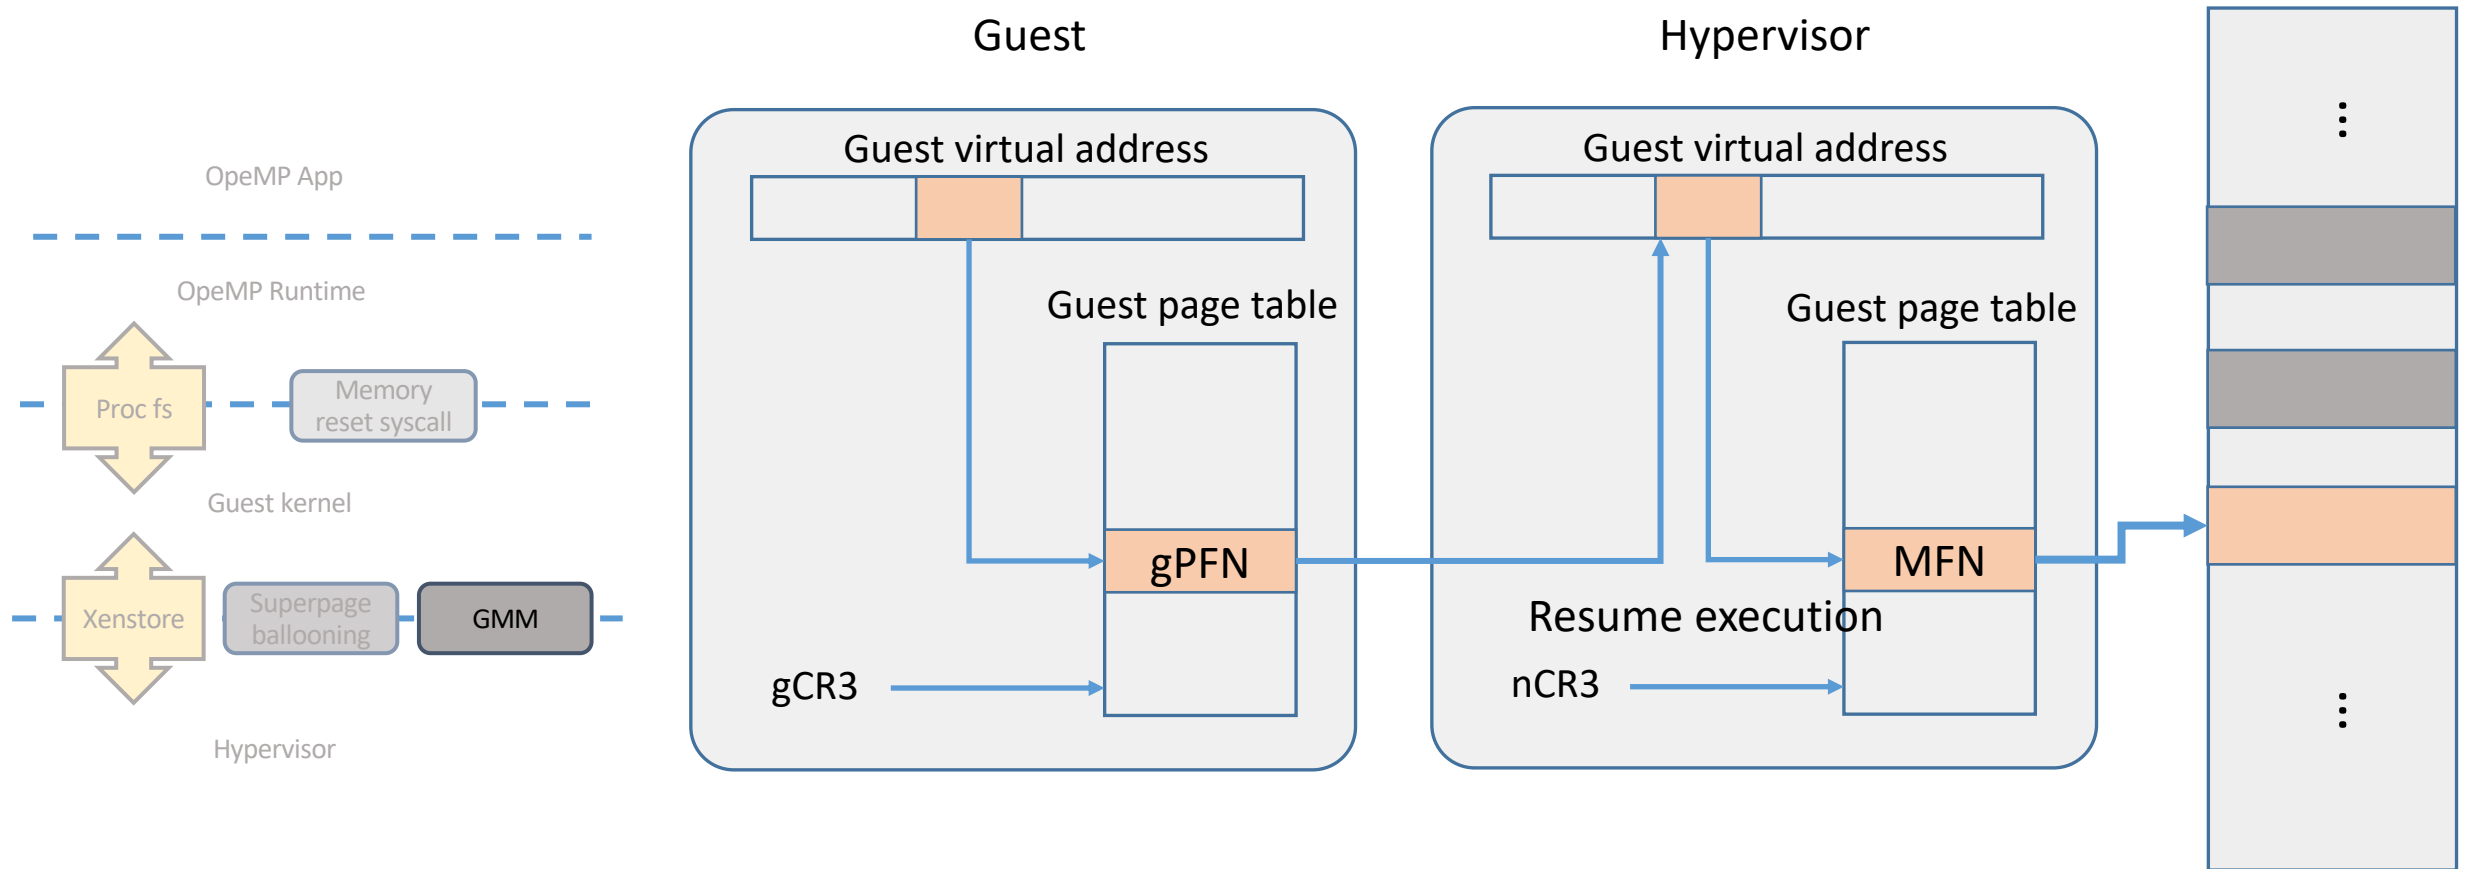 OpeMP App
OpeMP Runtime
Proc fs
Memory
reset syscall
Guest kernel
Xenstore
Superpage
ballooning
GMM
Hypervisor
Guest
Guest virtual address
Guest page table
gPFN
gCR3
Hypervisor
Guest virtual address
Guest page table
MFN
Resume execution
nCR3
...
...